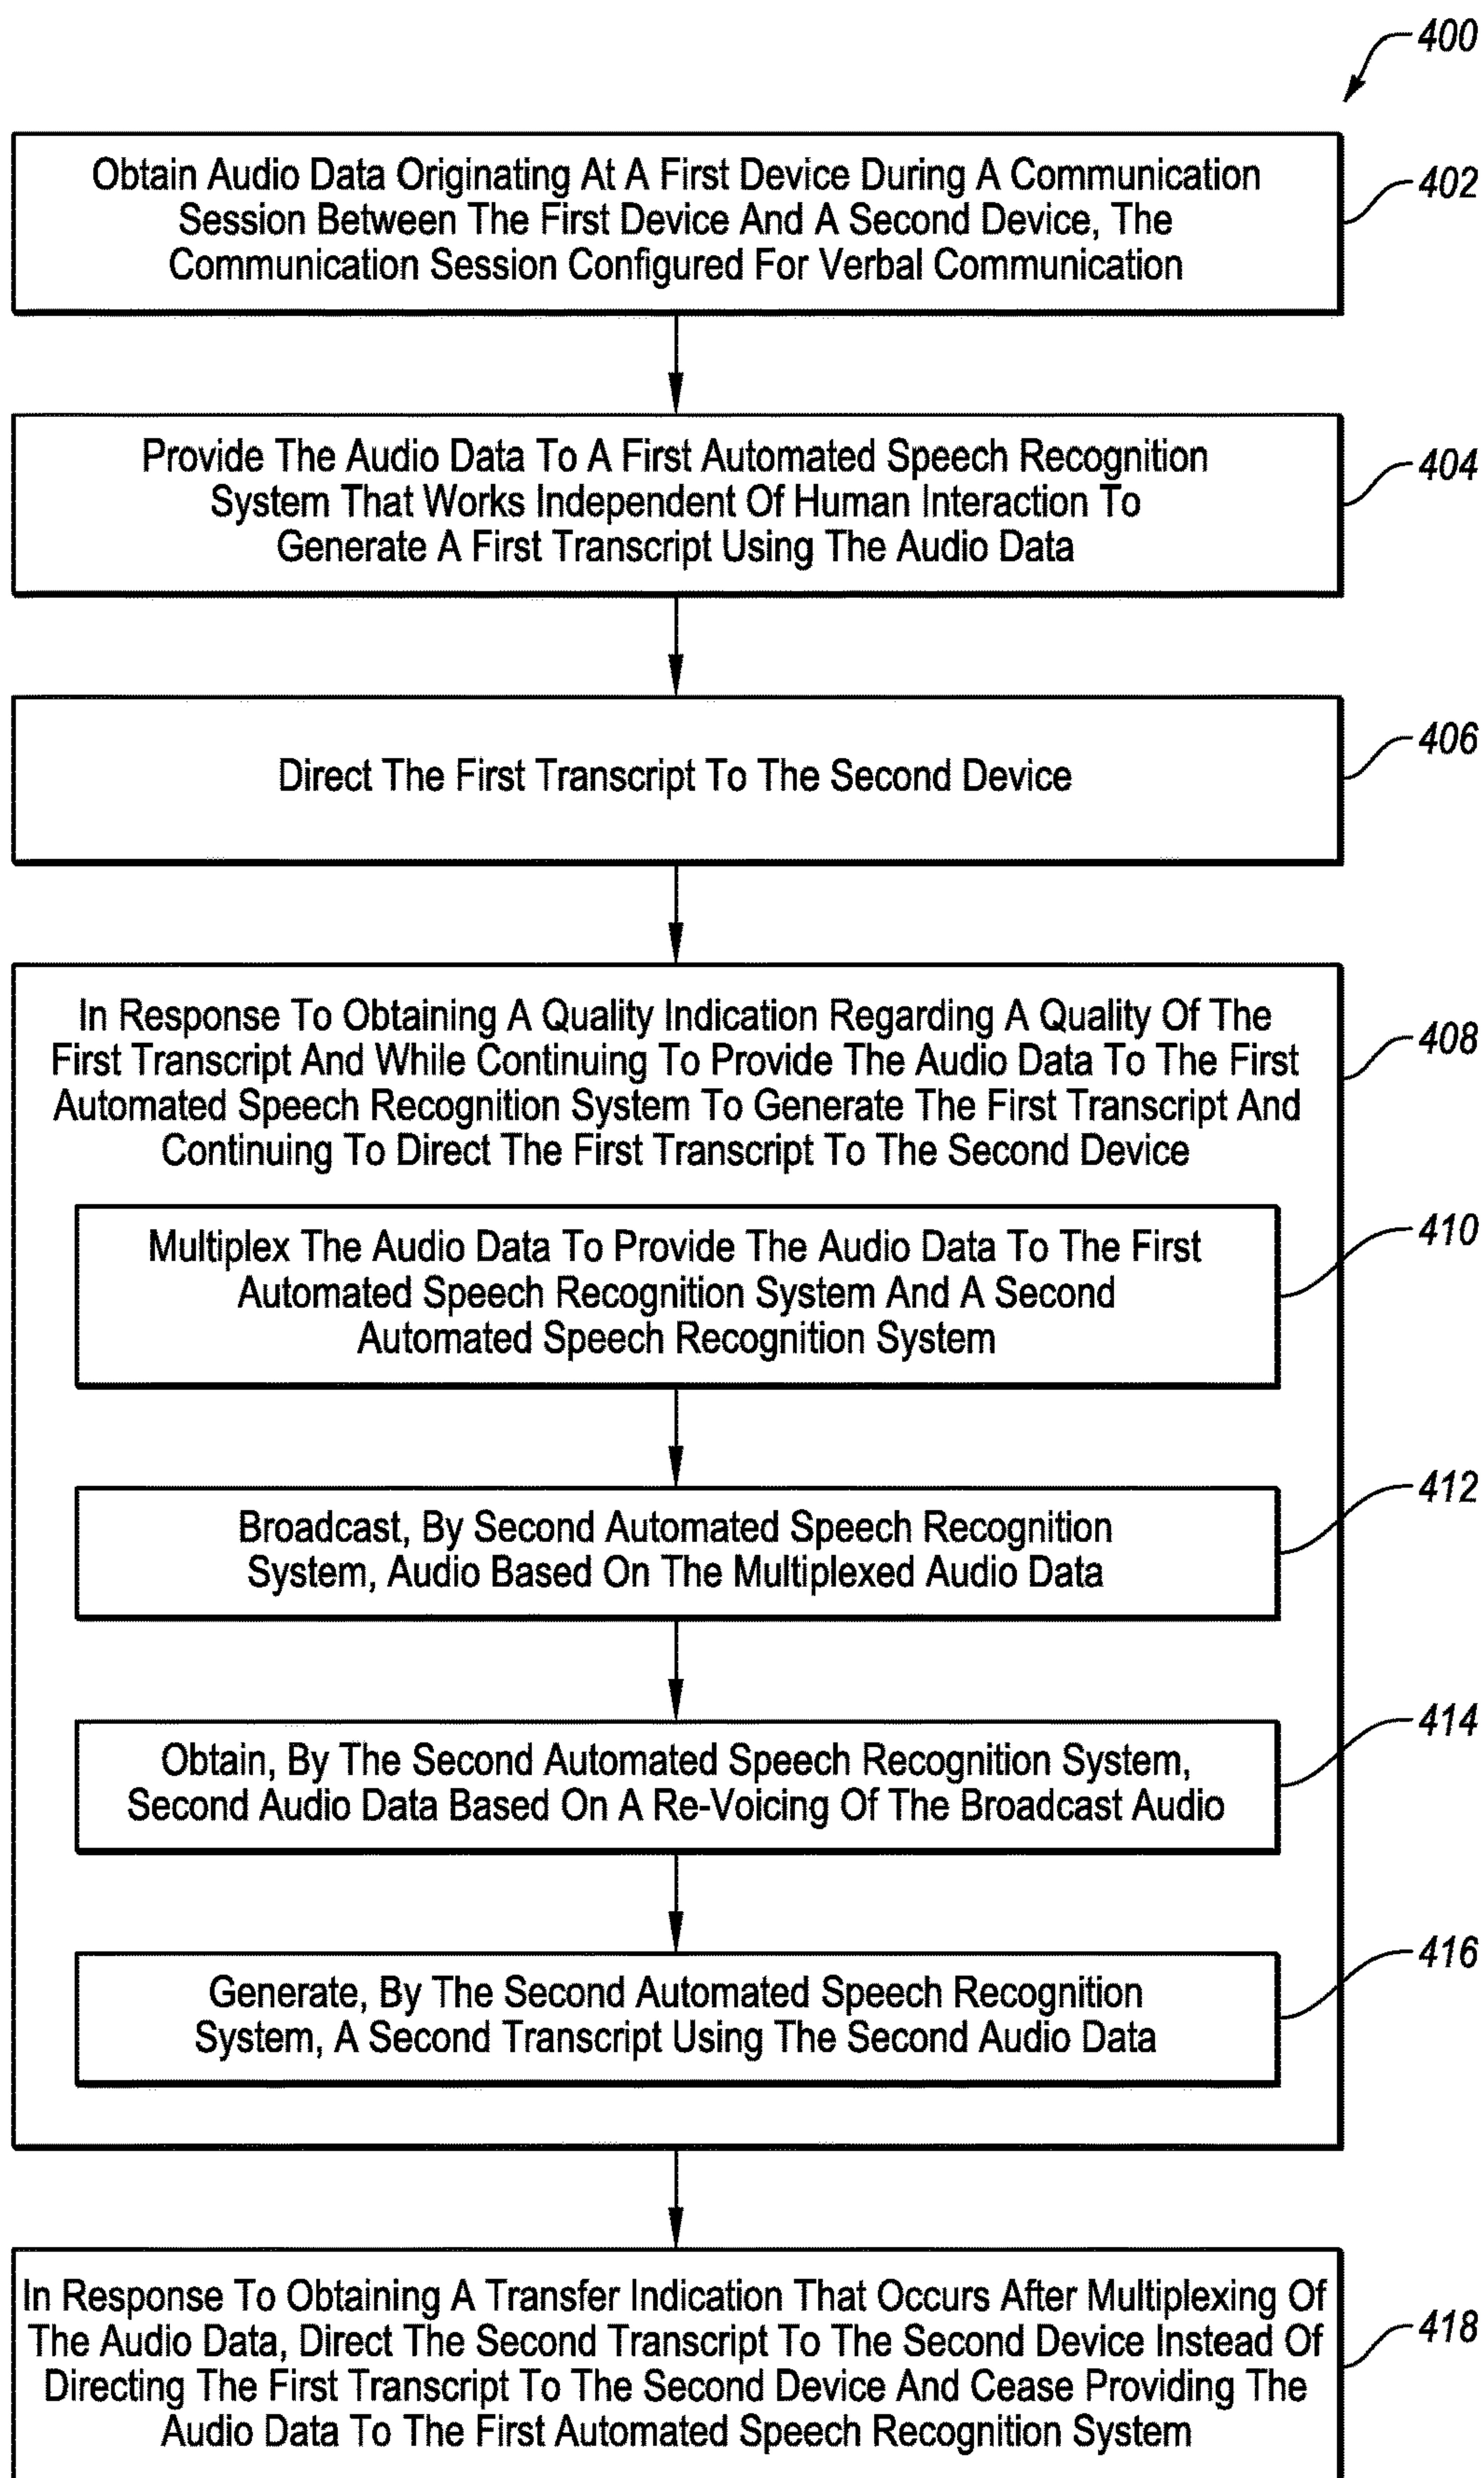 400
Obtain Audio Data Originating At A First Device During A Communication
Session Between The First Device And A Second Device, The
Communication Session Configured For Verbal Communication
402
Provide The Audio Data To A First Automated Speech Recognition
System That Works Independent Of Human Interaction To
Generate A First Transcript Using The Audio Data
404
Direct The First Transcript To The Second Device
406
In Response To Obtaining A Quality Indication Regarding A Quality Of The
First Transcript And While Continuing To Provide The Audio Data To The First
Automated Speech Recognition System To Generate The First Transcript And
Continuing To Direct The First Transcript To The Second Device
408
Multiplex The Audio Data To Provide The Audio Data To The First
Automated Speech Recognition System And A Second
Automated Speech Recognition System
410
Broadcast, By Second Automated Speech Recognition
System, Audio Based On The Multiplexed Audio Data
412
Obtain, By The Second Automated Speech Recognition System,
Second Audio Data Based On A Re-Voicing Of The Broadcast Audio
414
Generate, By The Second Automated Speech Recognition
System, A Second Transcript Using The Second Audio Data
416
In Response To Obtaining A Transfer Indication That Occurs After Multiplexing Of
The Audio Data, Direct The Second Transcript To The Second Device Instead Of
Directing The First Transcript To The Second Device And Cease Providing The
Audio Data To The First Automated Speech Recognition System
418